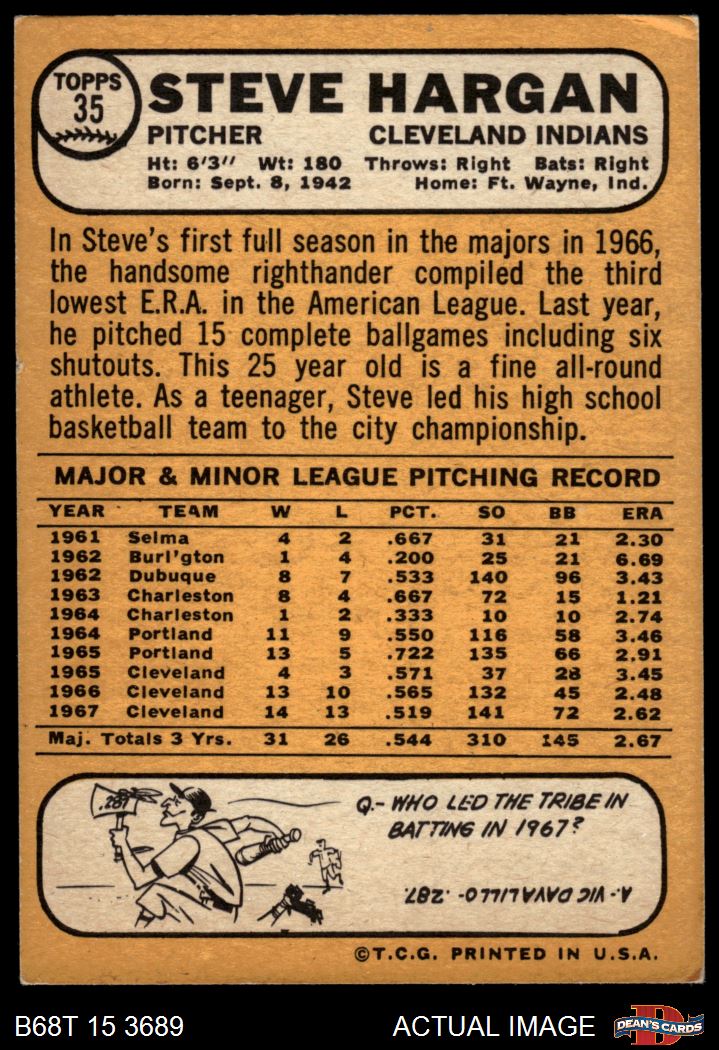 TOPPS
35
STEVE HARGAN
PITCHER CLEVELAND INDIANS
Ht: 6'3" Wt: 180 Throws: Right Bats: Right
Born: Sept. 8, 1942 Home: Ft. Wayne, Ind.
In Steve's first full season in the majors in 1966,
the handsome righthander compiled the third
lowest E.R.A. in the American League. Last year,
he pitched 15 complete ballgames including six
shutouts. This 25 year old is a fine all-round
athlete. As a teenager, Steve led his high school
basketball team to the city championship.
MAJOR & MINOR LEAGUE PITCHING RECORD
YEAR TEAM W L PCT. SO BB ERA
1961 Selma 4 2 .667 31 21 2.30
1962 Burl'gton 1 4 .200 25 21 6.69
1962 Dubuque 8 7 .533 140 96 3.43
1963 Charleston 8 4 .667 72 15 1.21
1964 Charleston 1 2 .333 10 10 2.74
1964 Portland 11 9 .550 116 58 3.46
1965 Portland 13 5 .722 135 66 2.91
1965 Cleveland 4 3 .571 37 28 3.45
1966 Cleveland 13 10 .565 132 45 2.48
1967 Cleveland 14 13 .519 141 72 2.62
Maj. Totals 3 Yrs. 31 26 .544 310 145 2.67
.287
Q.- WHO LED THE TRIBE IN
BATTING IN 1967?
A.- VIC DAVALILLO- .287.
©T.C.G. PRINTED IN U.S.A.
B68T 15 3689 ACTUAL IMAGE
D
DEAN'S CARDS